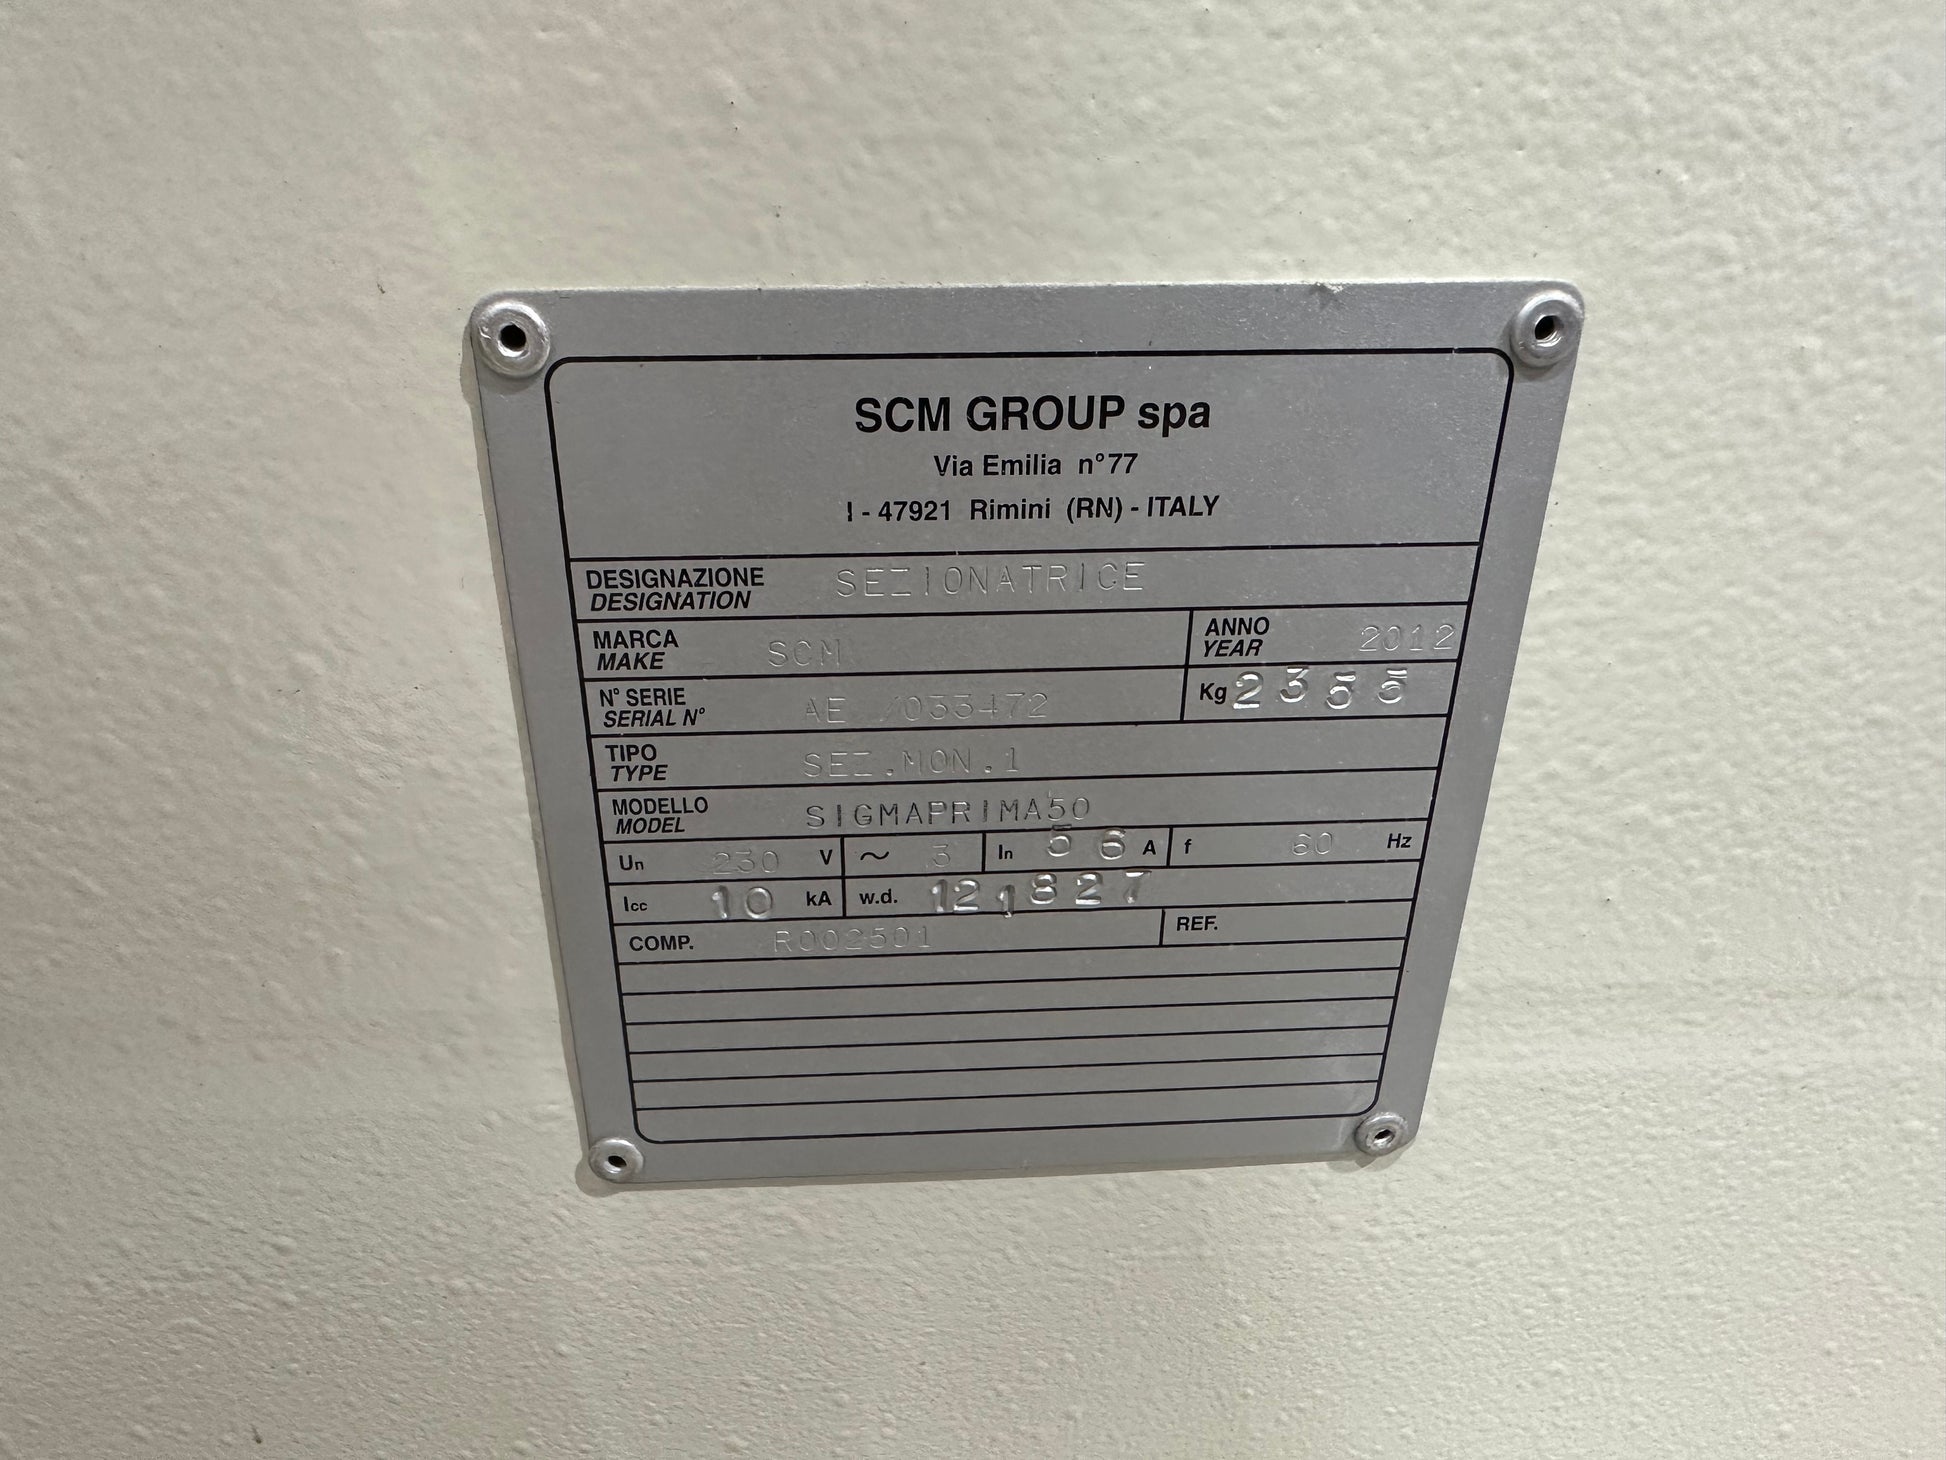 SCM GROUP spa
Via Emilia n°77
I - 47921 Rimini (RN) - ITALY
DESIGNAZIONE SEZIONATRICE
DESIGNATION
MARCA SCM ANNO 2012
MAKE YEAR
N° SERIE AE /033472 Kg 2355
SERIAL N°
TIPO SEZ.MON.1
TYPE
MODELLO SIGMAPRIMA50
MODEL
Un 230 V ~ 3 In 56 A f 60 Hz
Icc 10 kA w.d. 121827
COMP. R002501 REF.